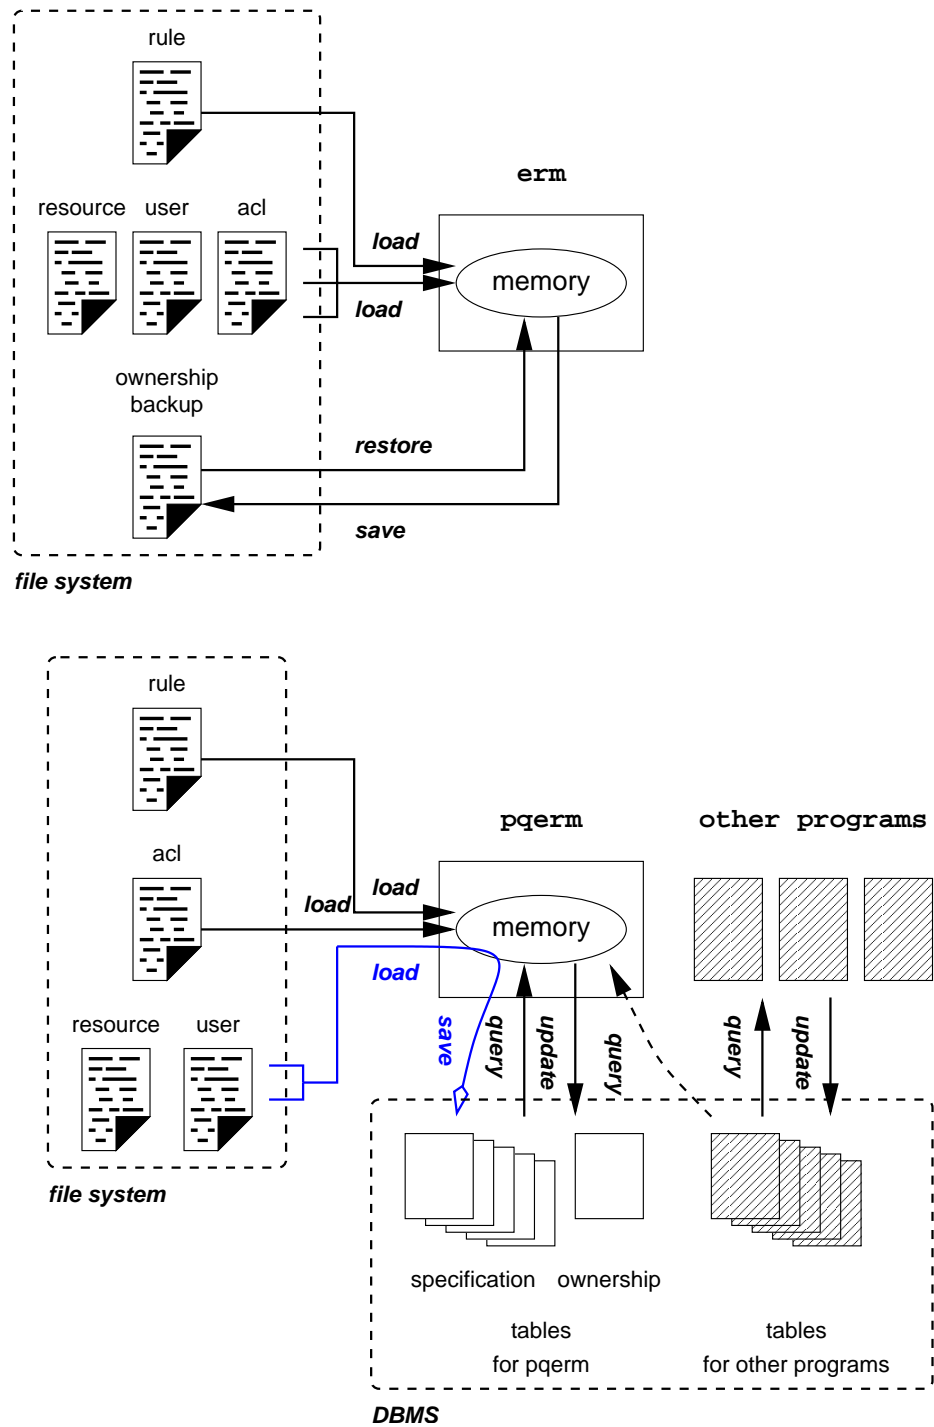 rule
erm
resource user acl
load
memory
load
ownership
backup
restore
save
file system
rule
pqerm other programs
acl
load
load
memory
load
resource user
save
query
update
query
query
update
file system
specification ownership
tables tables
for pqerm for other programs
DBMS